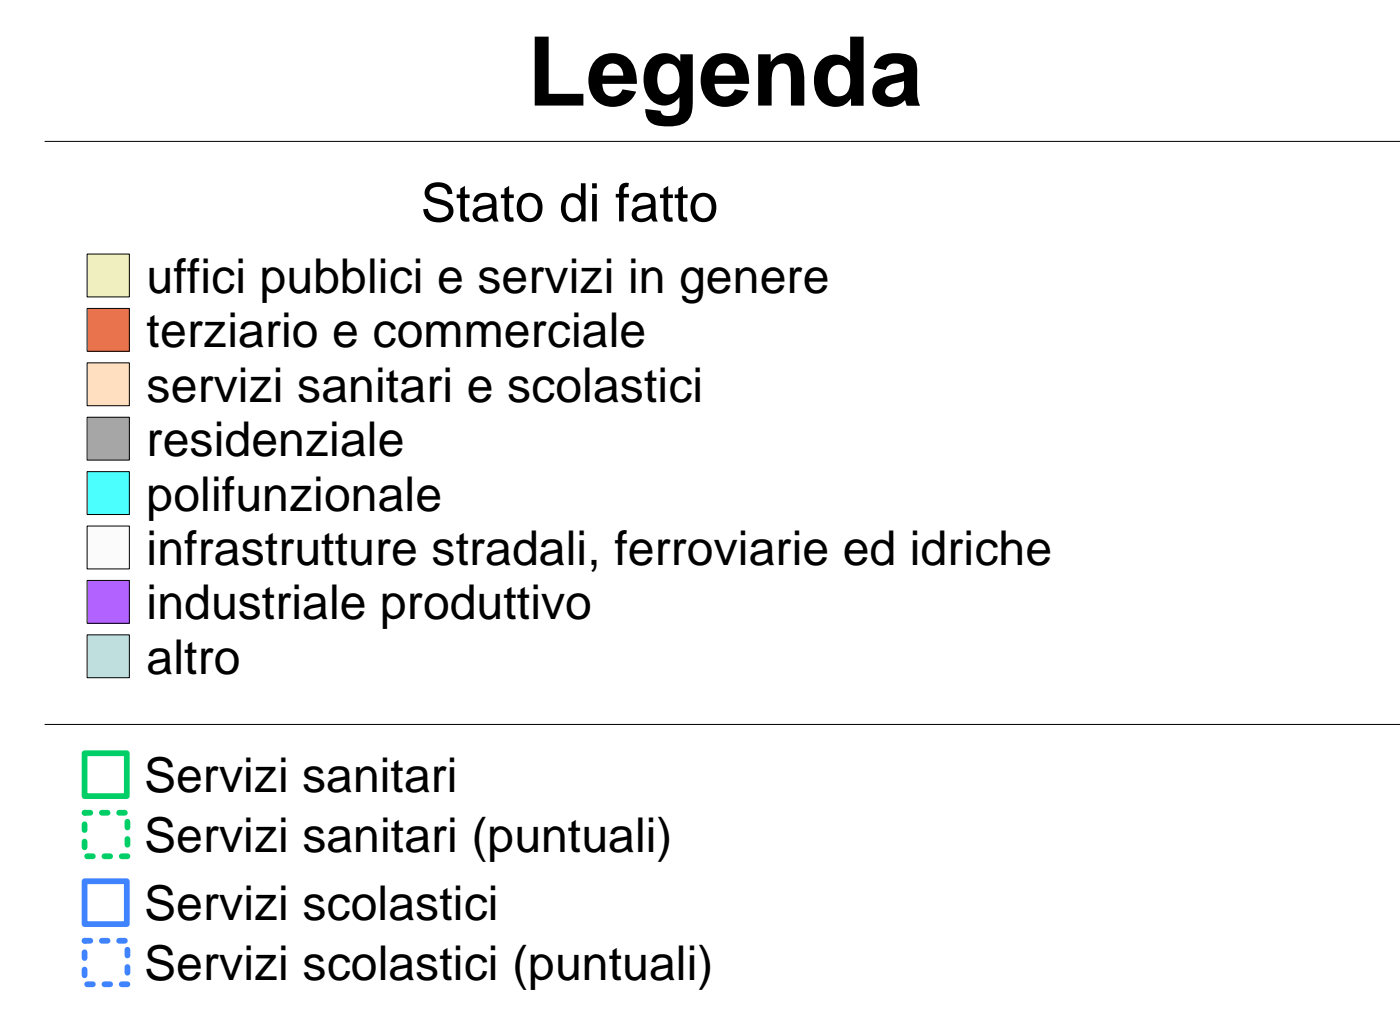 Legenda
Stato di fatto
uffici pubblici e servizi in genere
terziario e commerciale
servizi sanitari e scolastici
residenziale
polifunzionale
infrastrutture stradali, ferroviarie ed idriche
industriale produttivo
altro
Servizi sanitari
Servizi sanitari (puntuali)
Servizi scolastici
Servizi scolastici (puntuali)